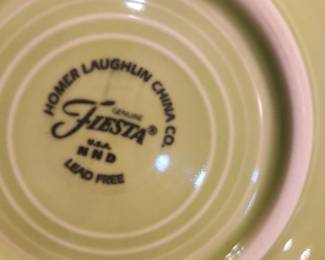 HOMER LAUGHLIN CHINA CO.
GENUINE
FIESTA®
U.S.A.
NND
LEAD FREE